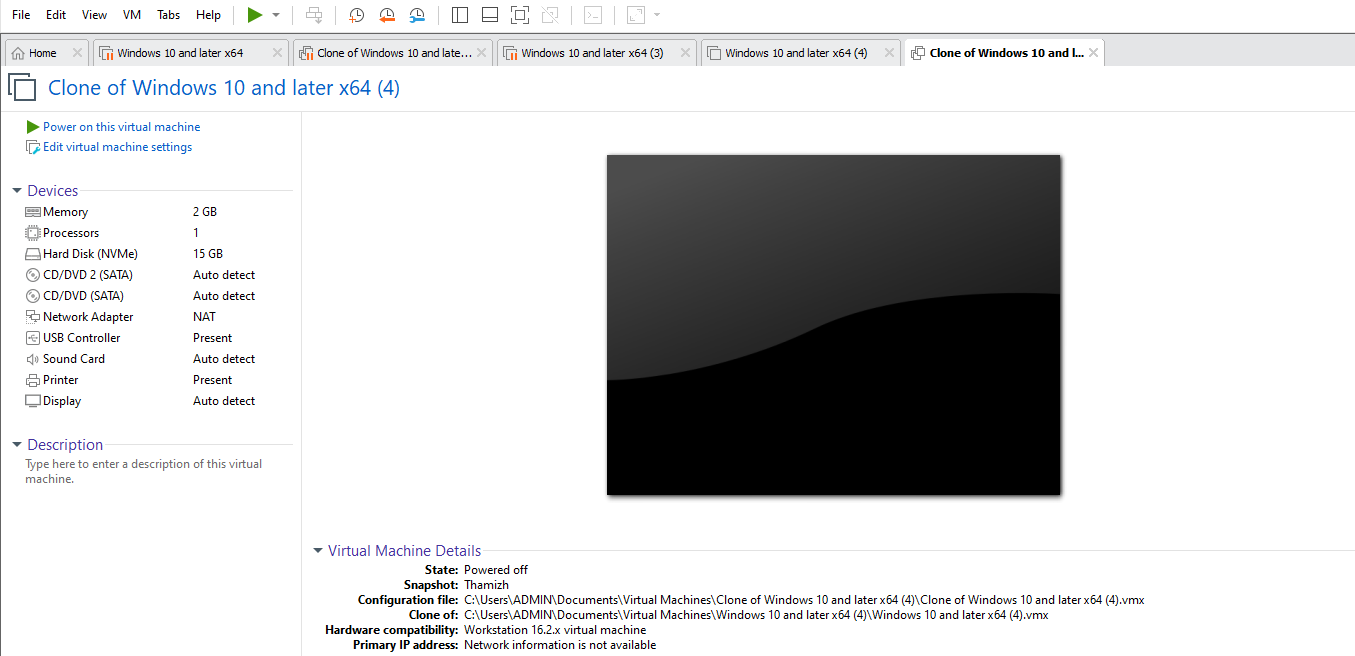 File Edit View VM Tabs Help
Home Windows 10 and later x64 Clone of Windows 10 and late... Windows 10 and later x64 (3) Windows 10 and later x64 (4) Clone of Windows 10 and l...
Clone of Windows 10 and later x64 (4)
Power on this virtual machine
Edit virtual machine settings
Devices
Memory 2 GB
Processors 1
Hard Disk (NVMe) 15 GB
CD/DVD 2 (SATA) Auto detect
CD/DVD (SATA) Auto detect
Network Adapter NAT
USB Controller Present
Sound Card Auto detect
Printer Present
Display Auto detect
Description
Type here to enter a description of this virtual
machine.
Virtual Machine Details
State: Powered off
Snapshot: Thamizh
Configuration file: C:\Users\ADMIN\Documents\Virtual Machines\Clone of Windows 10 and later x64 (4)\Clone of Windows 10 and later x64 (4).vmx
Clone of: C:\Users\ADMIN\Documents\Virtual Machines\Windows 10 and later x64 (4)\Windows 10 and later x64 (4).vmx
Hardware compatibility: Workstation 16.2.x virtual machine
Primary IP address: Network information is not available